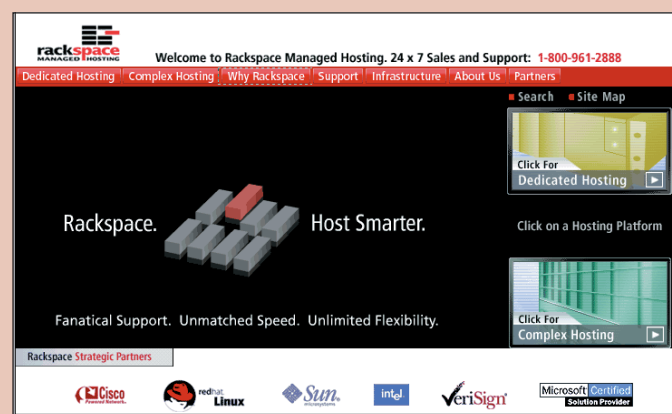 rackspace
MANAGED HOSTING
Welcome to Rackspace Managed Hosting. 24 x 7 Sales and Support: 1-800-961-2888
Dedicated Hosting Complex Hosting Why Rackspace Support Infrastructure About Us Partners
Search Site Map
Click For
Dedicated Hosting
Rackspace. Host Smarter.
Click on a Hosting Platform
Fanatical Support. Unmatched Speed. Unlimited Flexibility.
Click For
Complex Hosting
Rackspace Strategic Partners
Cisco
Powered Network
redhat
Linux
Sun
microsystems
intel
VeriSign
Microsoft Certified
Solution Provider